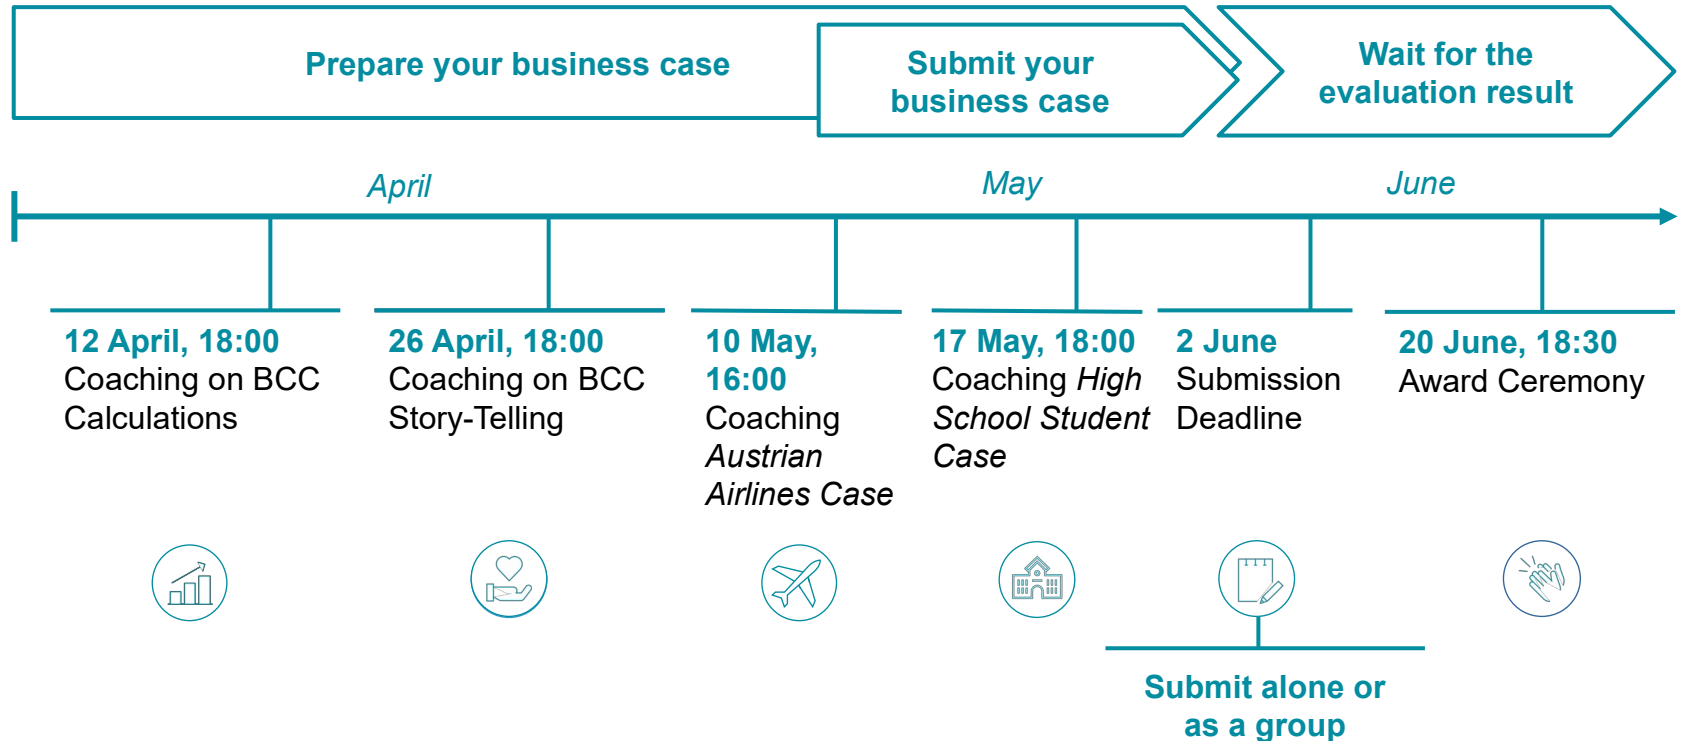 Prepare your business case
Submit your
business case
Wait for the
evaluation result
April
May
June
12 April, 18:00
Coaching on BCC
Calculations
26 April, 18:00
Coaching on BCC
Story-Telling
10 May,
16:00
Coaching
Austrian
Airlines Case
17 May, 18:00
Coaching High
School Student
Case
2 June
Submission
Deadline
20 June, 18:30
Award Ceremony
Submit alone or
as a group